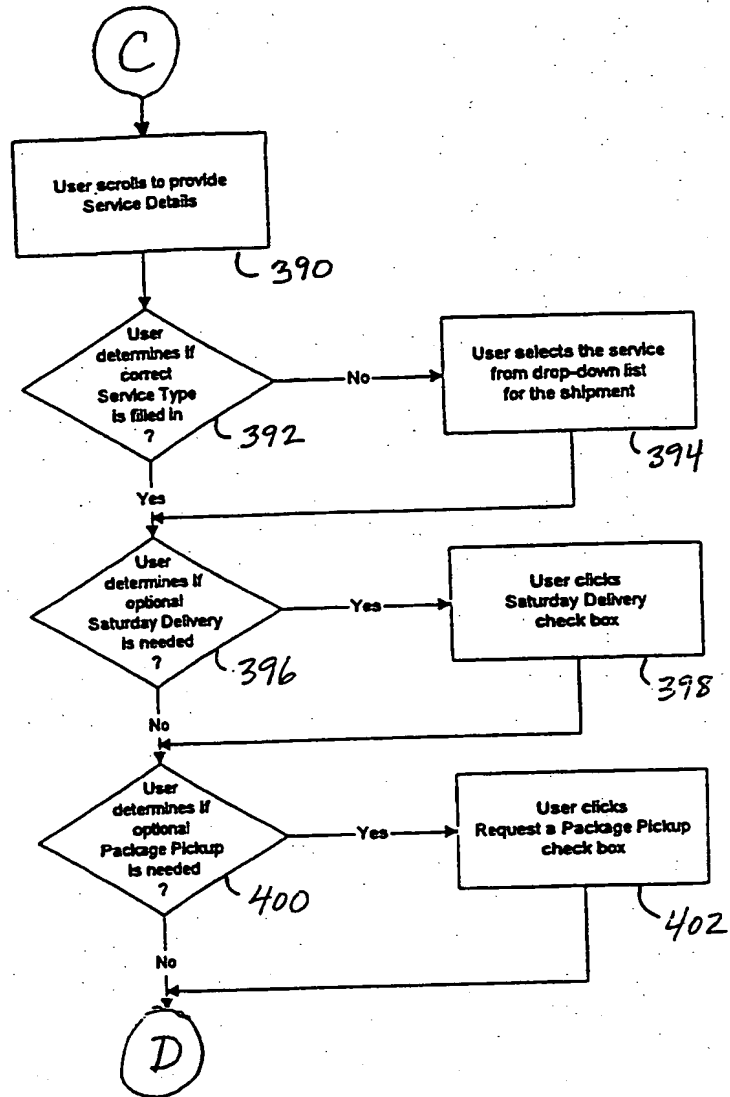 C
User scrolls to provide
Service Details
390
User
determines if
correct
Service Type
is filled in
?
392
No
User selects the service
from drop-down list
for the shipment
394
Yes
User
determines if
optional
Saturday Delivery
is needed
?
396
Yes
User clicks
Saturday Delivery
check box
398
No
User
determines if
optional
Package Pickup
is needed
?
400
Yes
User clicks
Request a Package Pickup
check box
402
No
D